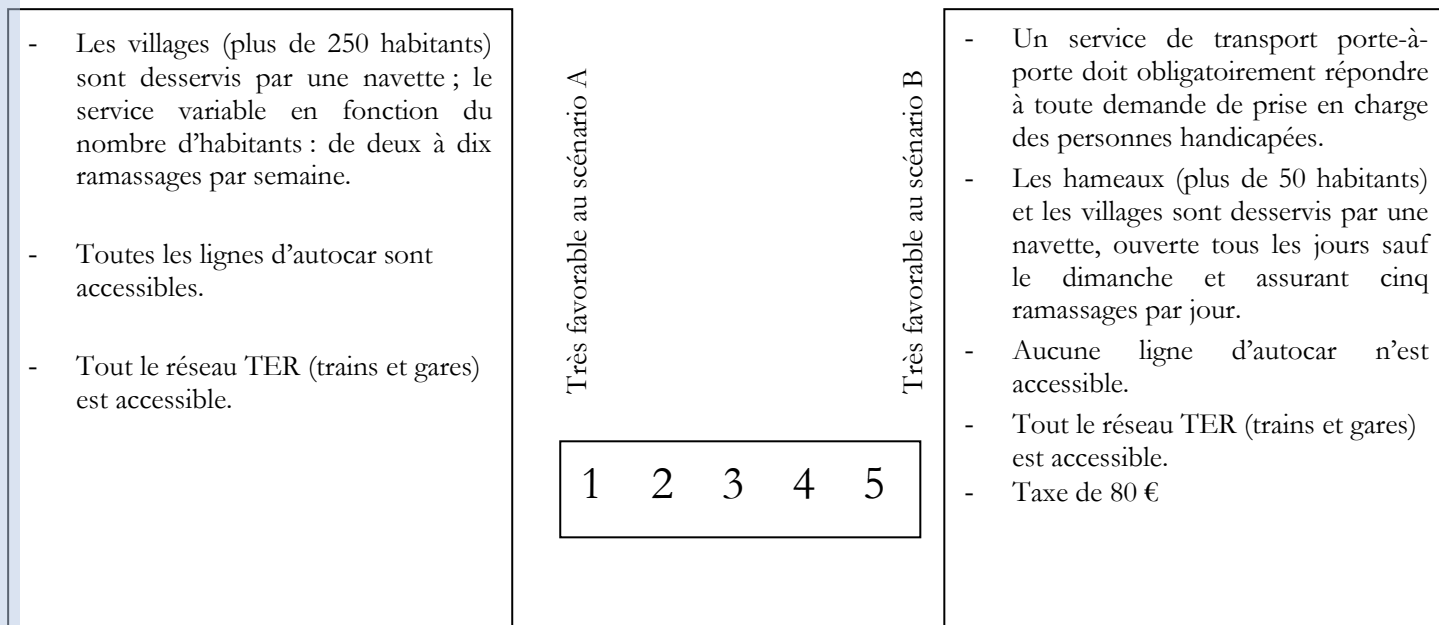 - Les villages (plus de 250 habitants)
sont desservis par une navette ; le
service variable en fonction du
nombre d'habitants : de deux à dix
ramassages par semaine.
- Toutes les lignes d'autocar sont
accessibles.
- Tout le réseau TER (trains et gares)
est accessible.
Très favorable au scénario A
Très favorable au scénario B
1 2 3 4 5
- Un service de transport porte-à-
porte doit obligatoirement répondre
à toute demande de prise en charge
des personnes handicapées.
- Les hameaux (plus de 50 habitants)
et les villages sont desservis par une
navette, ouverte tous les jours sauf
le dimanche et assurant cinq
ramassages par jour.
- Aucune ligne d'autocar n'est
accessible.
- Tout le réseau TER (trains et gares)
est accessible.
- Taxe de 80 €